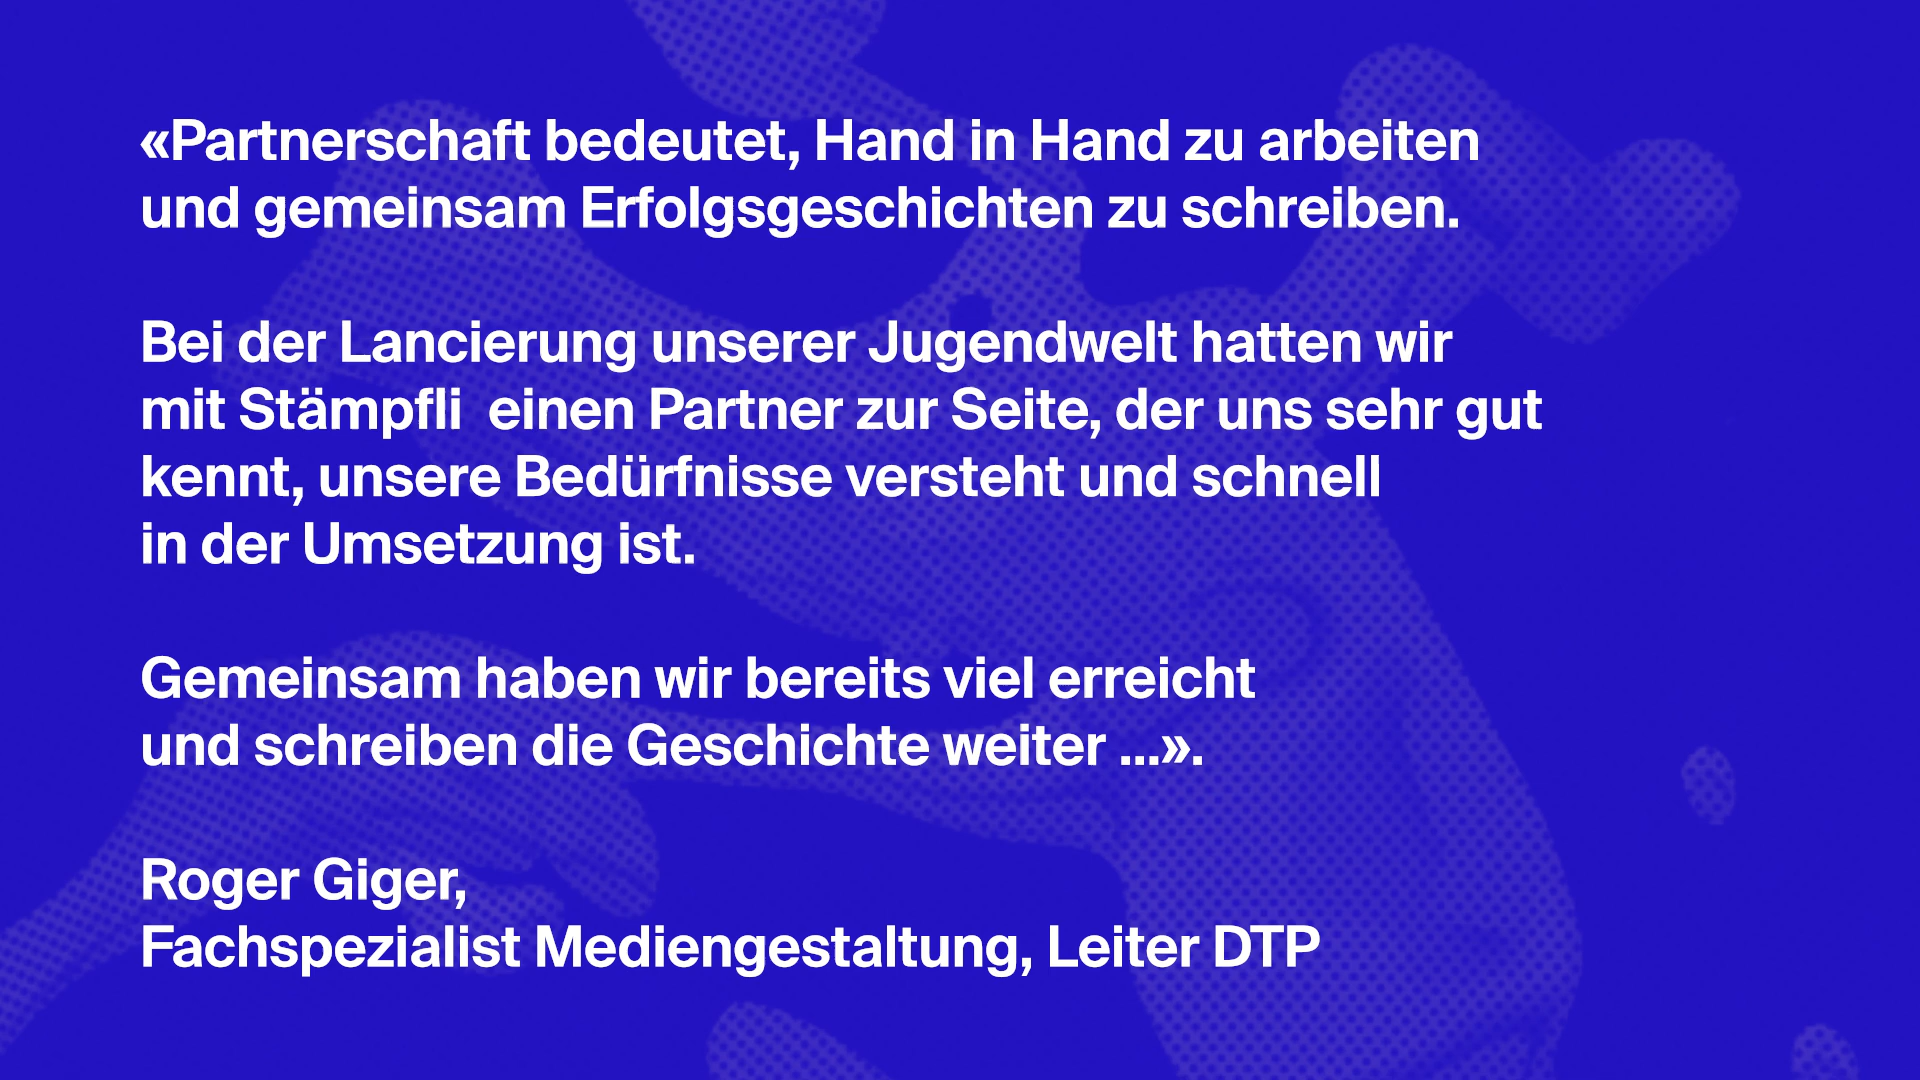 «Partnerschaft bedeutet, Hand in Hand zu arbeiten
und gemeinsam Erfolgsgeschichten zu schreiben.
Bei der Lancierung unserer Jugendwelt hatten wir
mit Stämpfli  einen Partner zur Seite, der uns sehr gut
kennt, unsere Bedürfnisse versteht und schnell
in der Umsetzung ist.
Gemeinsam haben wir bereits viel erreicht
und schreiben die Geschichte weiter ...».
Roger Giger,
Fachspezialist Mediengestaltung, Leiter DTP